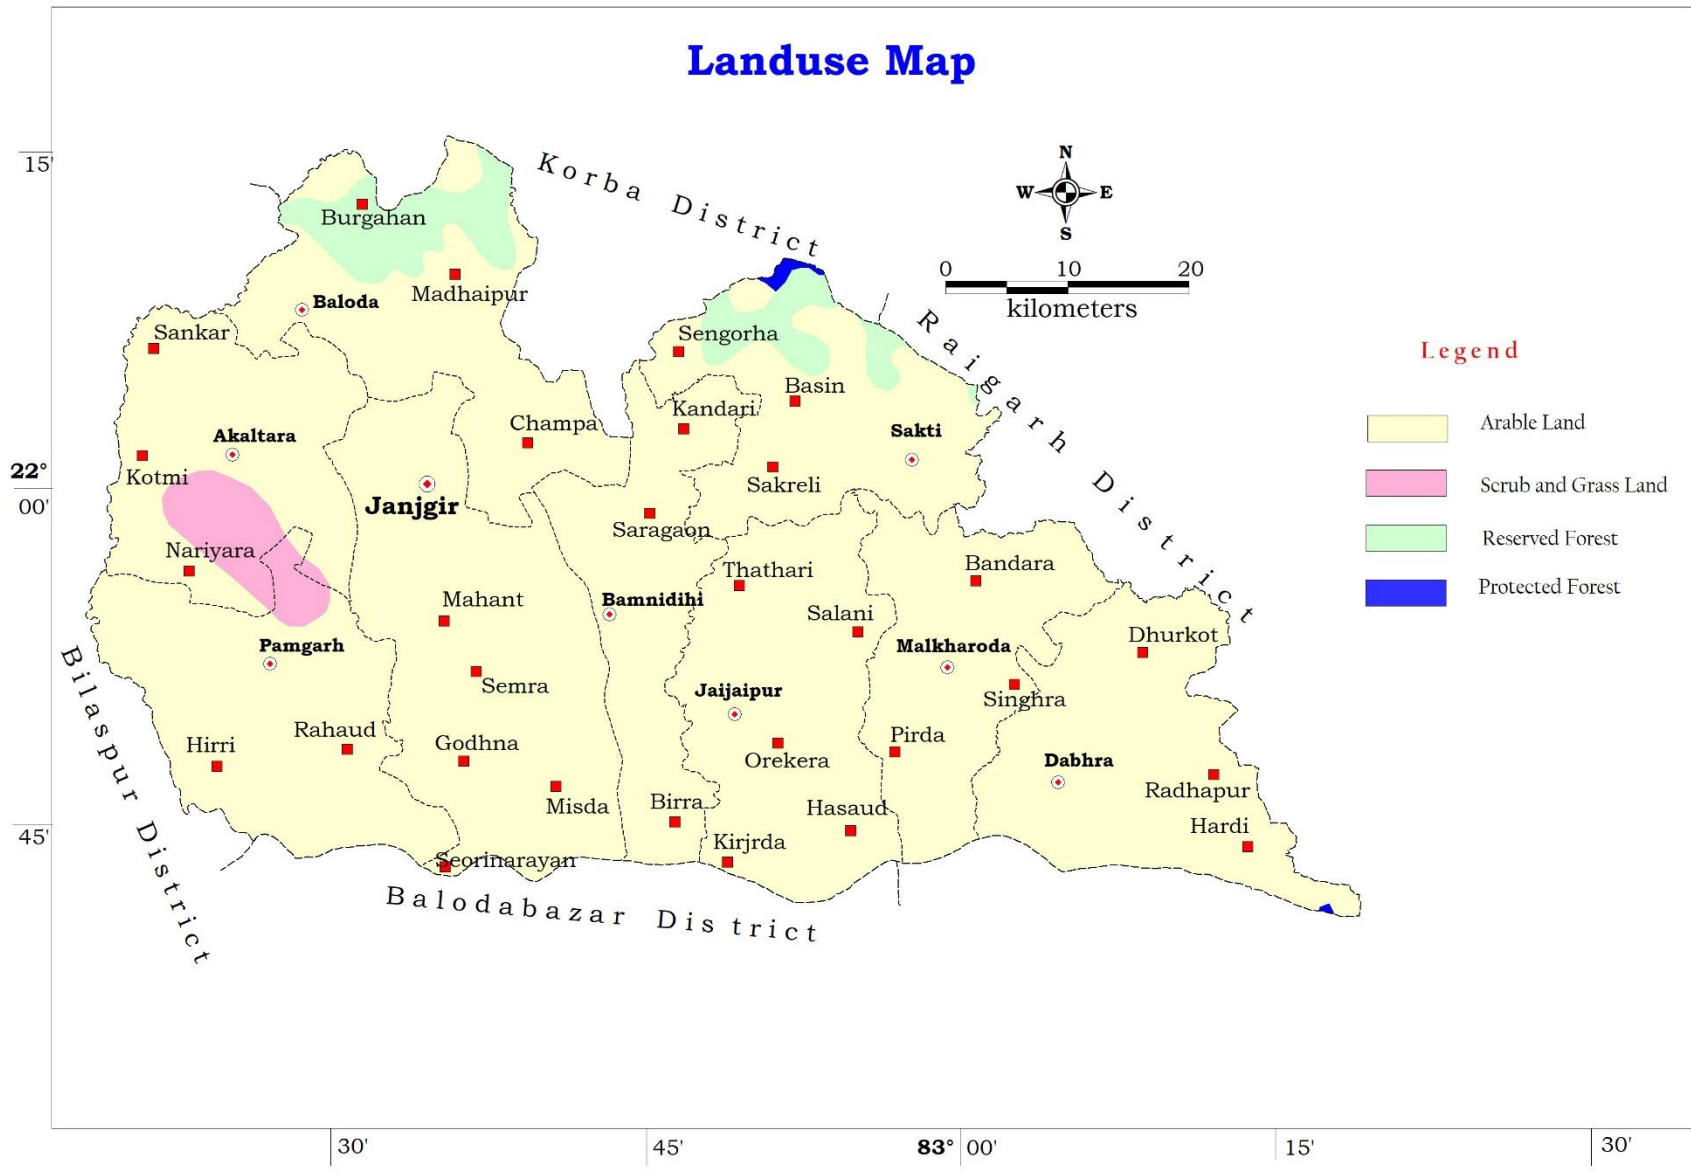 Landuse Map
15'
Korba District
N
W E
S
0 10 20
kilometers
Burgahan
Madhaipur
Baloda
Sankar
Sengorha
Raigarh District
Legend
Basin
Kandari
Champa
Arable Land
Akaltara
Sakti
Kotmi
Sakreli
Scrub and Grass Land
22°
00'
Janjgir
Saragaon
Reserved Forest
Nariyara
Thathari
Bandara
Protected Forest
Mahant
Bamnidihi
Salani
Dhurkot
Pamgarh
Malkharoda
Bilaspur District
Semra
Jaijaipur
Singhra
Rahaud
Hirri
Godhna
Pirda
Orekera
Dabhra
Radhapur
Misda
Birra
Hasaud
Hardi
45'
Kirjrda
Seorinarayan
Balodabazar District
30'
45'
83° 00'
15'
30'